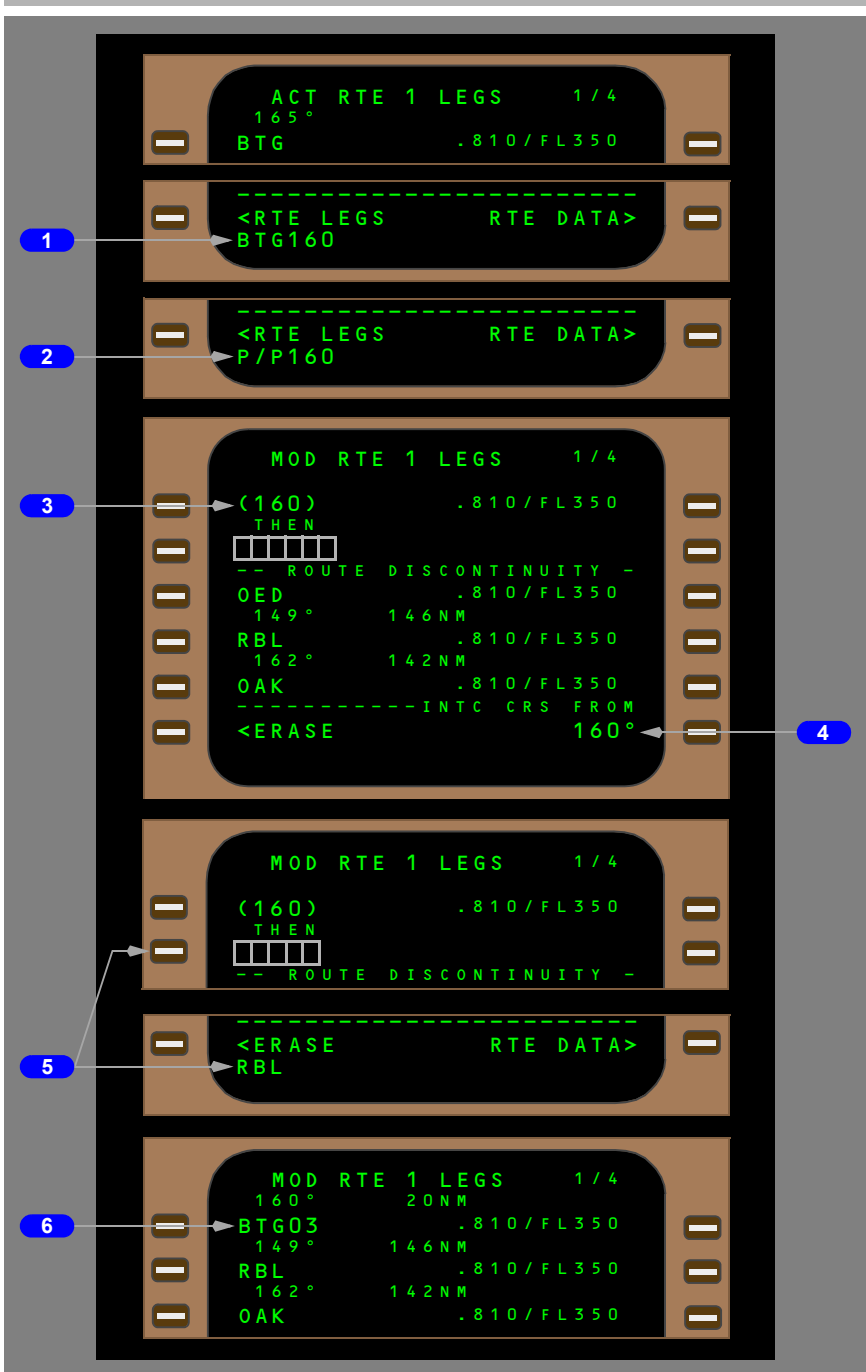 ACT RTE 1 LEGS 1/4
165°
BTG .810/FL350
------------------------
<RTE LEGS RTE DATA>
1
BTG160
------------------------
<RTE LEGS RTE DATA>
2
P/P160
MOD RTE 1 LEGS 1/4
3
(160) .810/FL350
THEN
-- ROUTE DISCONTINUITY -
OED .810/FL350
149° 146NM
RBL .810/FL350
162° 142NM
OAK .810/FL350
-----------INTC CRS FROM
<ERASE 160°
4
MOD RTE 1 LEGS 1/4
(160) .810/FL350
THEN
-- ROUTE DISCONTINUITY -
------------------------
<ERASE RTE DATA>
5
RBL
MOD RTE 1 LEGS 1/4
160° 20NM
6
BTG03 .810/FL350
149° 146NM
RBL .810/FL350
162° 142NM
OAK .810/FL350